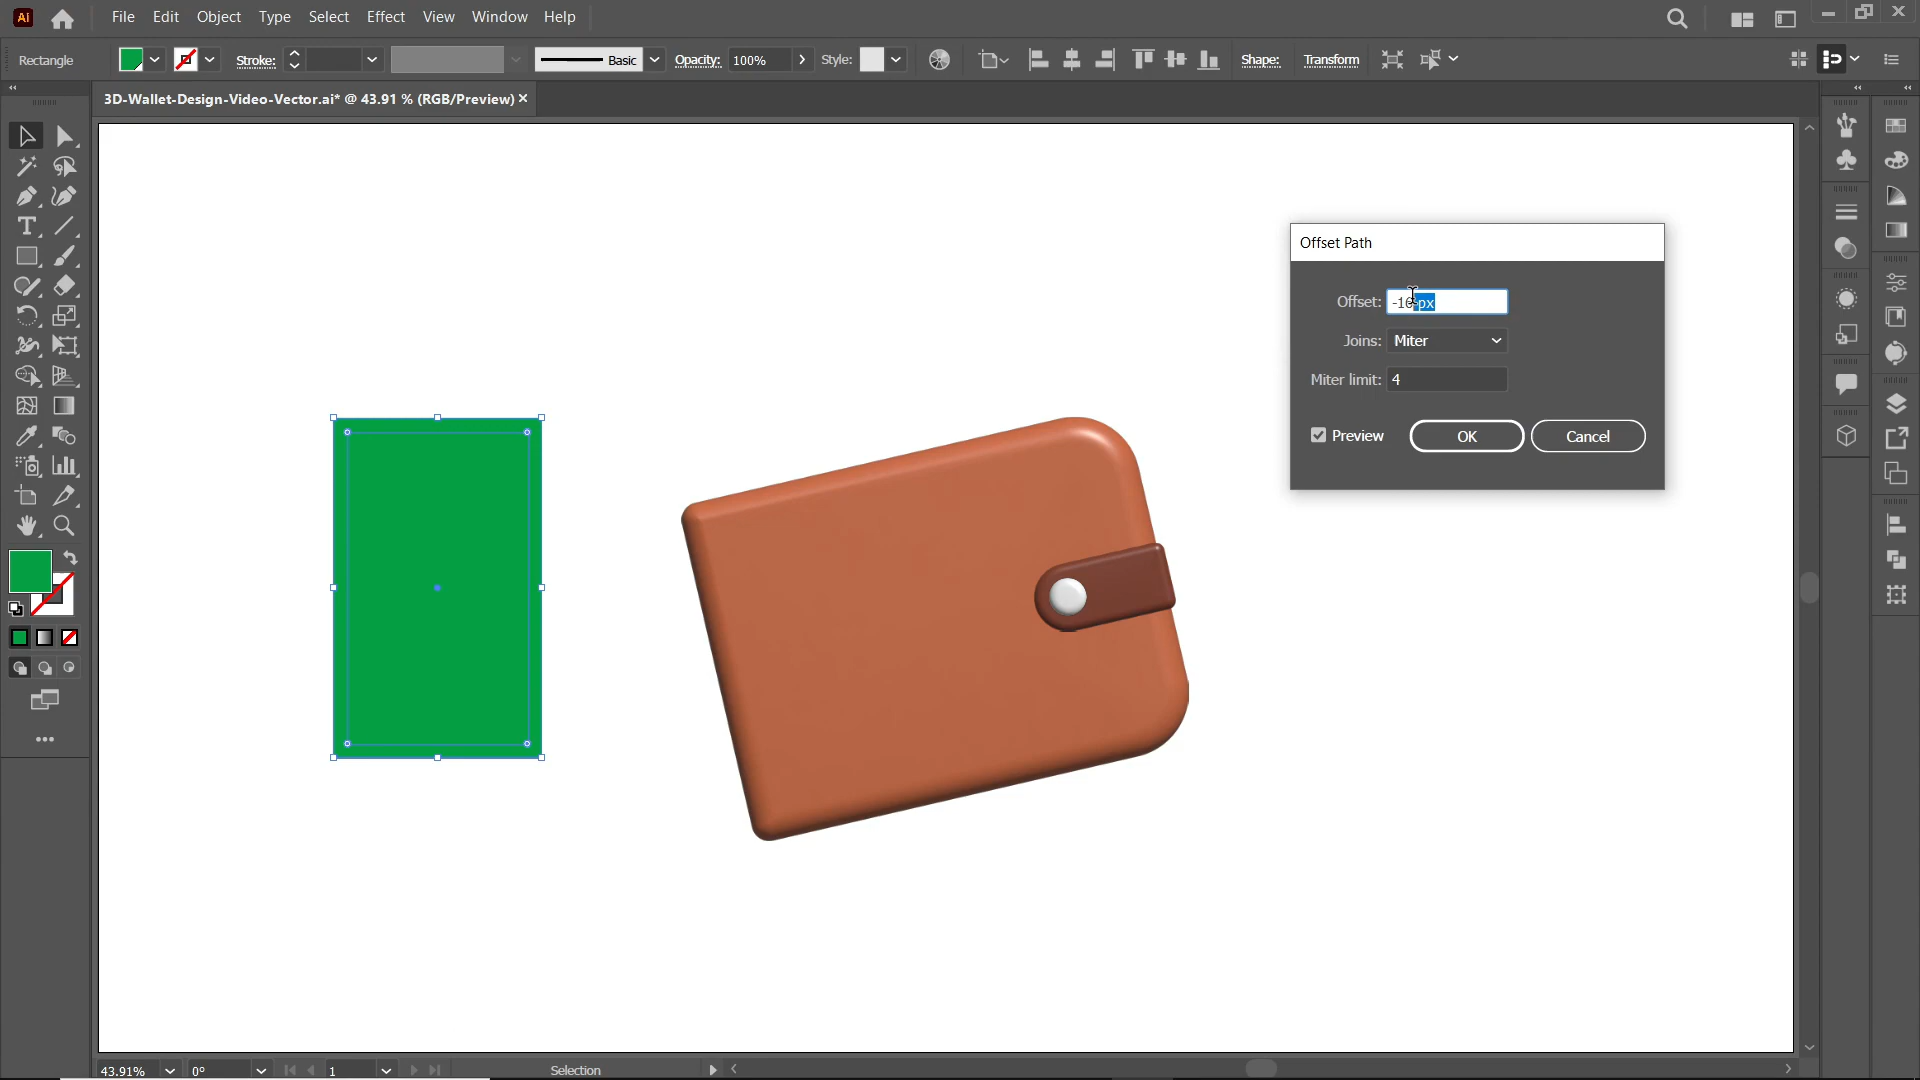 Ai File Edit Object Type Select Effect View Window Help
Rectangle Stroke: Basic Opacity: 100% Style: Shape: Transform
3D-Wallet-Design-Video-Vector.ai* @ 43.91 % (RGB/Preview)
Offset Path
Offset: -10 px
Joins: Miter
Miter limit: 4
Preview OK Cancel
43.91% 0° 1 Selection